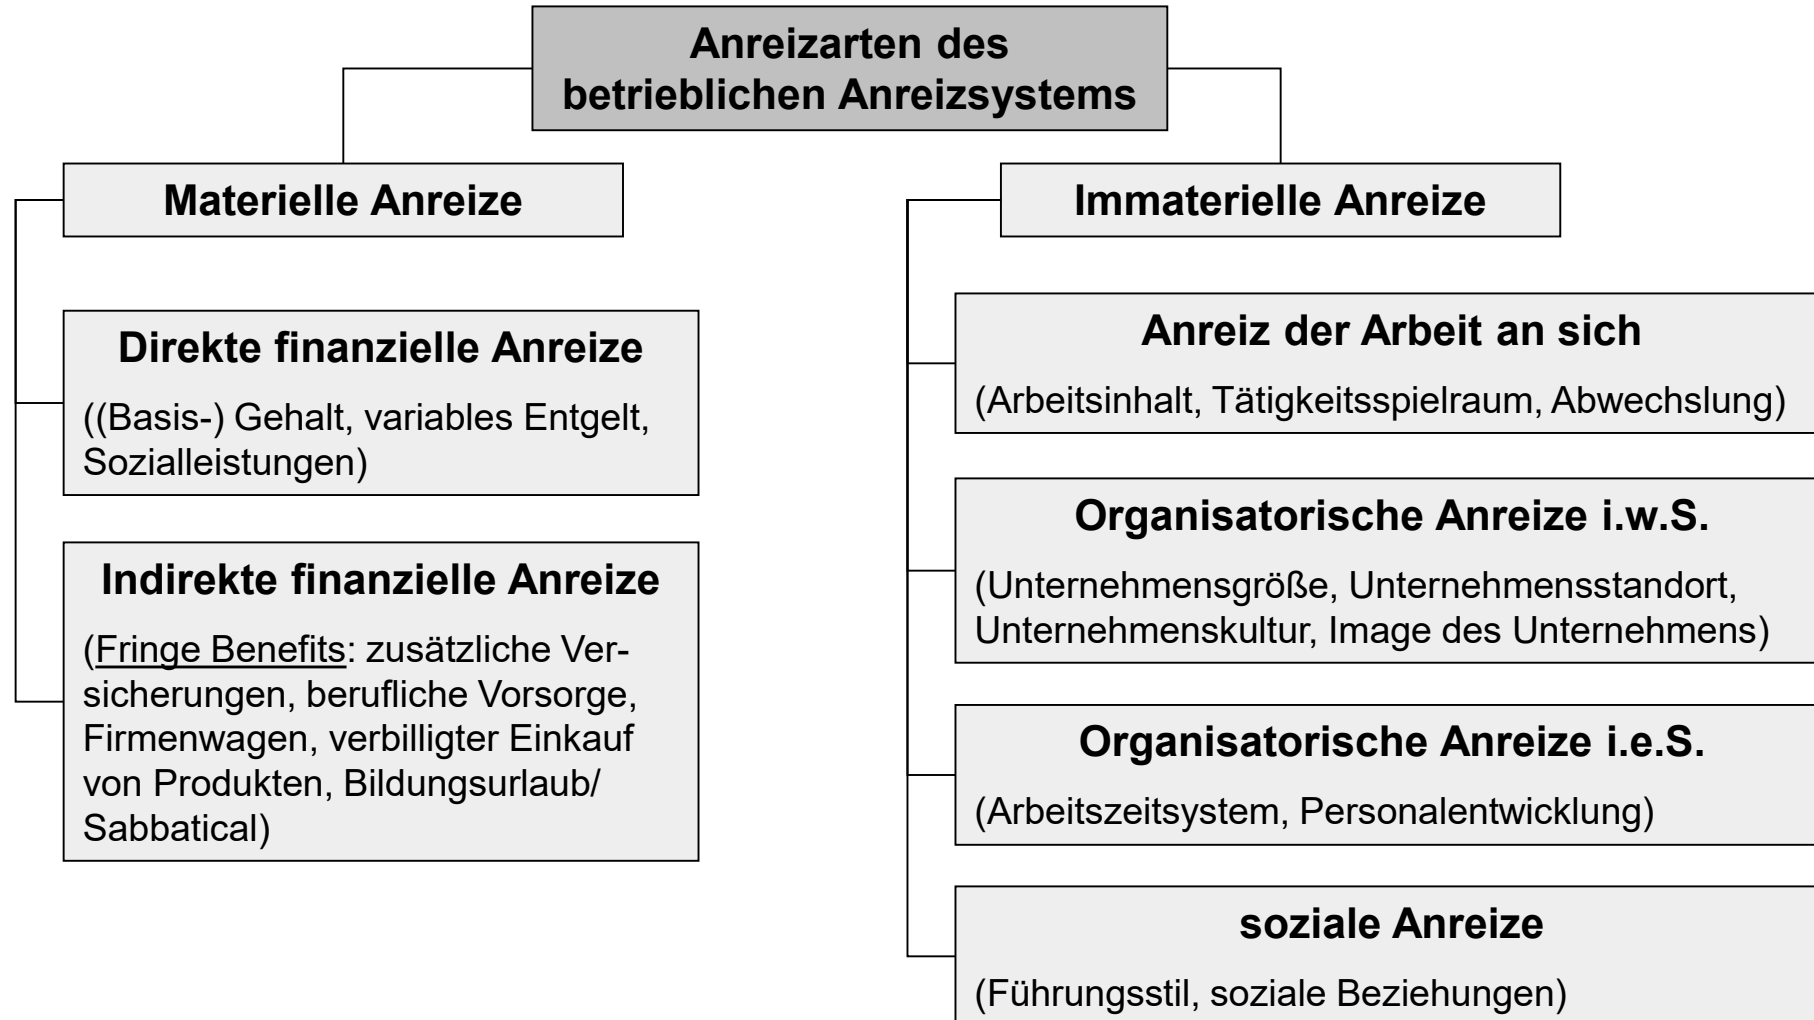 Anreizarten des
betrieblichen Anreizsystems
Materielle Anreize
Direkte finanzielle Anreize
((Basis-) Gehalt, variables Entgelt,
Sozialleistungen)
Indirekte finanzielle Anreize
(Fringe Benefits: zusätzliche Ver-
sicherungen, berufliche Vorsorge,
Firmenwagen, verbilligter Einkauf
von Produkten, Bildungsurlaub/
Sabbatical)
Immaterielle Anreize
Anreiz der Arbeit an sich
(Arbeitsinhalt, Tätigkeitsspielraum, Abwechslung)
Organisatorische Anreize i.w.S.
(Unternehmensgröße, Unternehmensstandort,
Unternehmenskultur, Image des Unternehmens)
Organisatorische Anreize i.e.S.
(Arbeitszeitsystem, Personalentwicklung)
soziale Anreize
(Führungsstil, soziale Beziehungen)